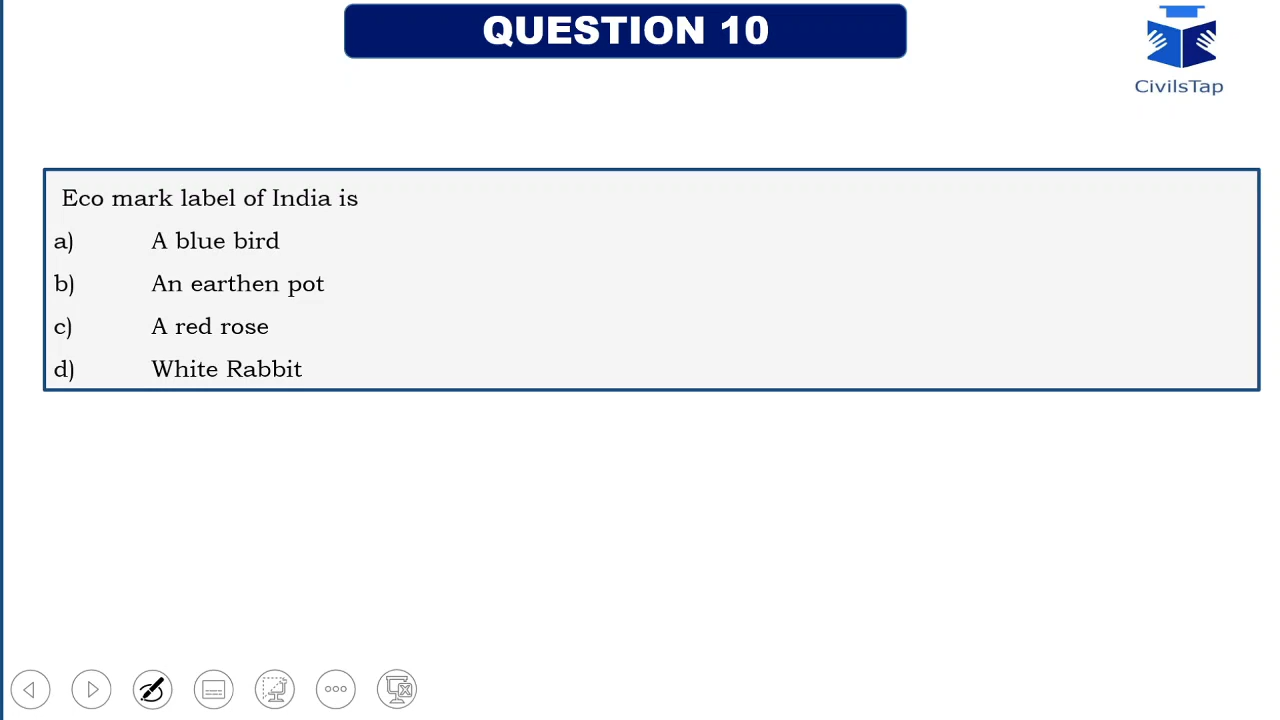 QUESTION 10
CivilsTap
Eco mark label of India is
a) A blue bird
b) An earthen pot
c) A red rose
d) White Rabbit